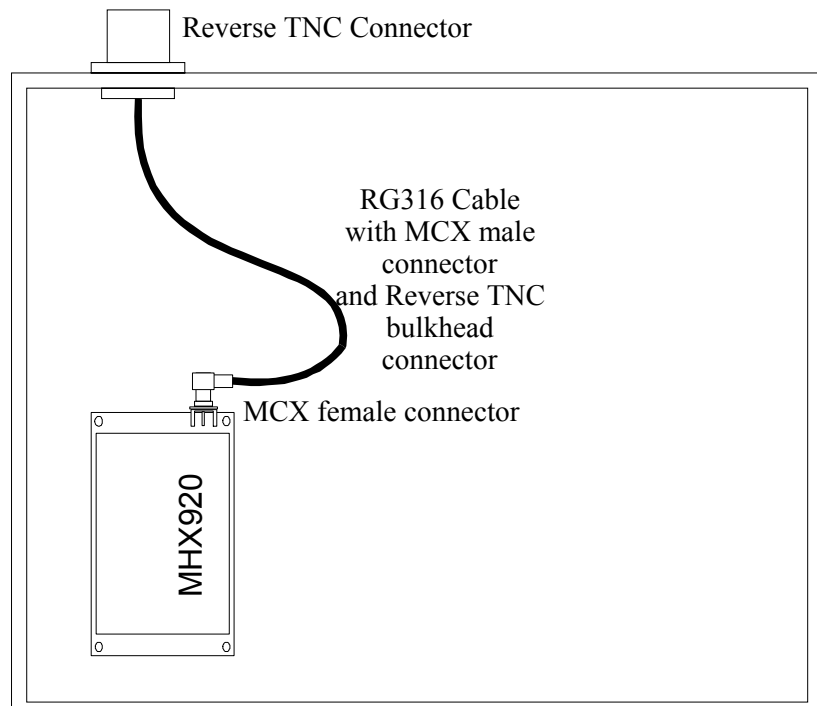 Reverse TNC Connector
RG316 Cable
with MCX male
connector
and Reverse TNC
bulkhead
connector
MCX female connector
MHX920